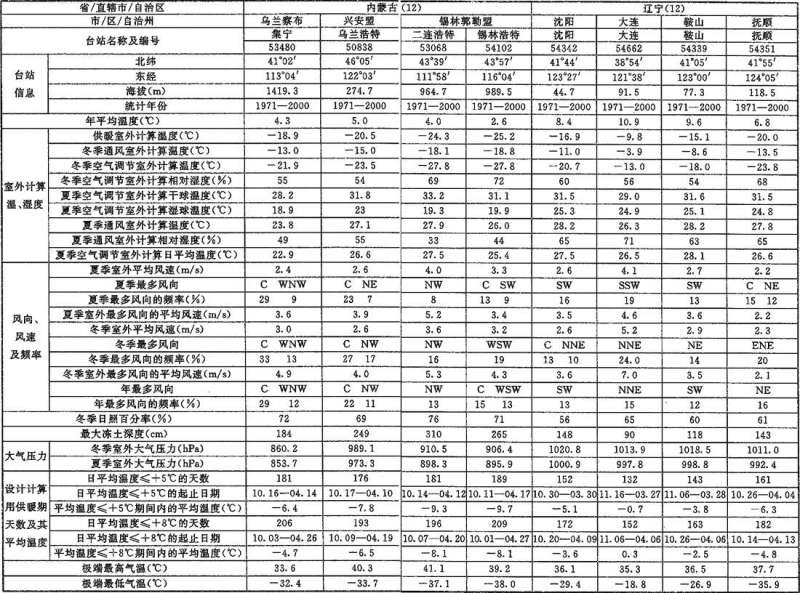 省/直辖市/自治区 内蒙古(12) 辽宁(12)
市/区/自治州 乌兰察布 兴安盟 锡林郭勒盟 沈阳 大连 鞍山 抚顺
台站名称及编号 集宁 乌兰浩特 二连浩特 锡林浩特 沈阳 大连 鞍山 抚顺
53480 50838 53068 54102 54342 54662 54339 54351
台站信息 北纬 41°02′ 46°05′ 43°39′ 43°57′ 41°44′ 38°54′ 41°05′ 41°55′
东经 113°04′ 122°03′ 111°58′ 116°04′ 123°27′ 121°38′ 123°00′ 124°05′
海拔(m) 1419.3 274.7 964.7 989.5 44.7 91.5 77.3 118.5
统计年份 1971—2000 1971—2000 1971—2000 1971—2000 1971—2000 1971—2000 1971—2000 1971—2000
年平均温度(℃) 4.3 5.0 4.0 2.6 8.4 10.9 9.6 6.8
室外计算温、湿度 供暖室外计算温度(℃) −18.9 −20.5 −24.3 −25.2 −16.9 −9.8 −15.1 −20.0
冬季通风室外计算温度(℃) −13.0 −15.0 −18.1 −18.8 −11.0 −3.9 −8.6 −13.5
冬季空气调节室外计算温度(℃) −21.9 −23.5 −27.8 −27.8 −20.7 −13.0 −18.0 −23.8
冬季空气调节室外计算相对湿度(%) 55 54 69 72 60 56 54 68
夏季空气调节室外计算干球温度(℃) 28.2 31.8 33.2 31.1 31.5 29.0 31.6 31.5
夏季空气调节室外计算湿球温度(℃) 18.9 23 19.3 19.9 25.3 24.9 25.1 24.8
夏季通风室外计算温度(℃) 23.8 27.1 27.9 26.0 28.2 26.3 28.2 27.8
夏季通风室外计算相对湿度(%) 49 55 33 44 65 71 63 65
夏季空气调节室外计算日平均温度(℃) 22.9 26.6 27.5 25.4 27.5 26.5 28.1 26.6
风向、风速及频率 夏季室外平均风速(m/s) 2.4 2.6 4.0 3.3 2.6 4.1 2.7 2.2
夏季最多风向 C WNW C NE NW C SW SW SSW SW C NE
夏季最多风向的频率(%) 29 9 23 7 8 13 9 16 19 13 15 12
夏季室外最多风向的平均风速(m/s) 3.6 3.9 5.2 3.4 3.5 4.6 3.6 2.2
冬季室外平均风速(m/s) 3.0 2.6 3.6 3.2 2.6 5.2 2.9 2.3
冬季最多风向 C WNW C NW NW WSW C NNE NNE NE ENE
冬季最多风向的频率(%) 33 13 27 17 16 19 13 10 24.0 14 20
冬季室外最多风向的平均风速(m/s) 4.9 4.0 5.3 4.3 3.6 7.0 3.5 2.1
年最多风向 C WNW C NW NW C WSW SW NNE SW NE
年最多风向的频率(%) 29 12 22 11 13 15 13 13 15 12 16
冬季日照百分率(%) 72 69 76 71 56 65 60 61
最大冻土深度(cm) 184 249 310 265 148 90 118 143
大气压力 冬季室外大气压力(hPa) 860.2 989.1 910.5 906.4 1020.8 1013.9 1018.5 1011.0
夏季室外大气压力(hPa) 853.7 973.3 898.3 895.9 1000.9 997.8 998.8 992.4
设计计算用供暖期天数及其平均温度 日平均温度≤+5℃的天数 181 176 181 189 152 132 143 161
日平均温度≤+5℃的起止日期 10.16—04.14 10.17—04.10 10.14—04.12 10.11—04.17 10.30—03.30 11.16—03.27 11.06—03.28 10.26—04.04
平均温度≤+5℃期间内的平均温度(℃) −6.4 −7.8 −9.3 −9.7 −5.1 −0.7 −3.8 −6.3
日平均温度≤+8℃的天数 206 193 196 209 172 152 163 182
日平均温度≤+8℃的起止日期 10.03—04.26 10.09—04.19 10.07—04.20 10.01—04.27 10.20—04.09 11.06—04.06 10.26—04.06 10.14—04.13
平均温度≤+8℃期间内的平均温度(℃) −4.7 −6.5 −8.1 −8.1 −3.6 0.3 −2.5 −4.8
极端最高气温(℃) 33.6 40.3 41.1 39.2 36.1 35.3 36.5 37.7
极端最低气温(℃) −32.4 −33.7 −37.1 −38.0 −29.4 −18.8 −26.9 −35.9